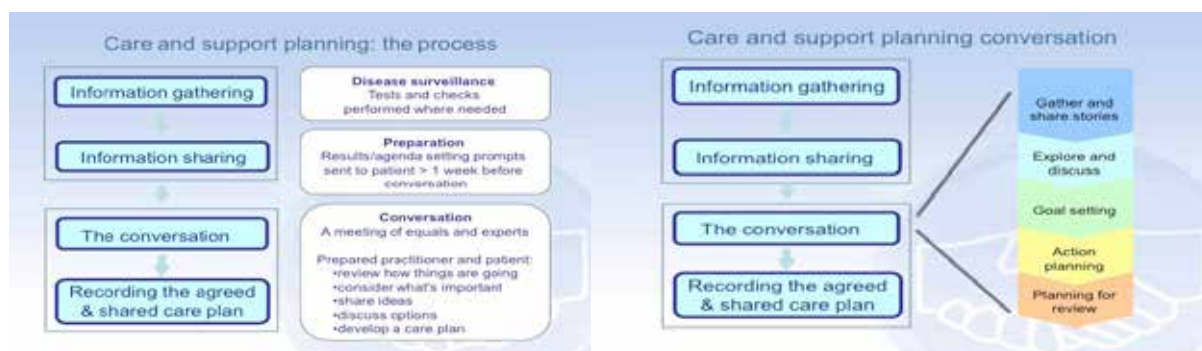 Care and support planning: the process
Information gathering
Information sharing
The conversation
Recording the agreed
& shared care plan
Disease surveillance
Tests and checks
performed where needed
Preparation
Results/agenda setting prompts
sent to patient > 1 week before
conversation
Conversation
A meeting of equals and experts
Prepared practitioner and patient:
•review how things are going
•consider what's important
•share ideas
•discuss options
•develop a care plan
Care and support planning conversation
Information gathering
Information sharing
The conversation
Recording the agreed
& shared care plan
Gather and
share stories
Explore and
discuss
Goal setting
Action
planning
Planning for
review